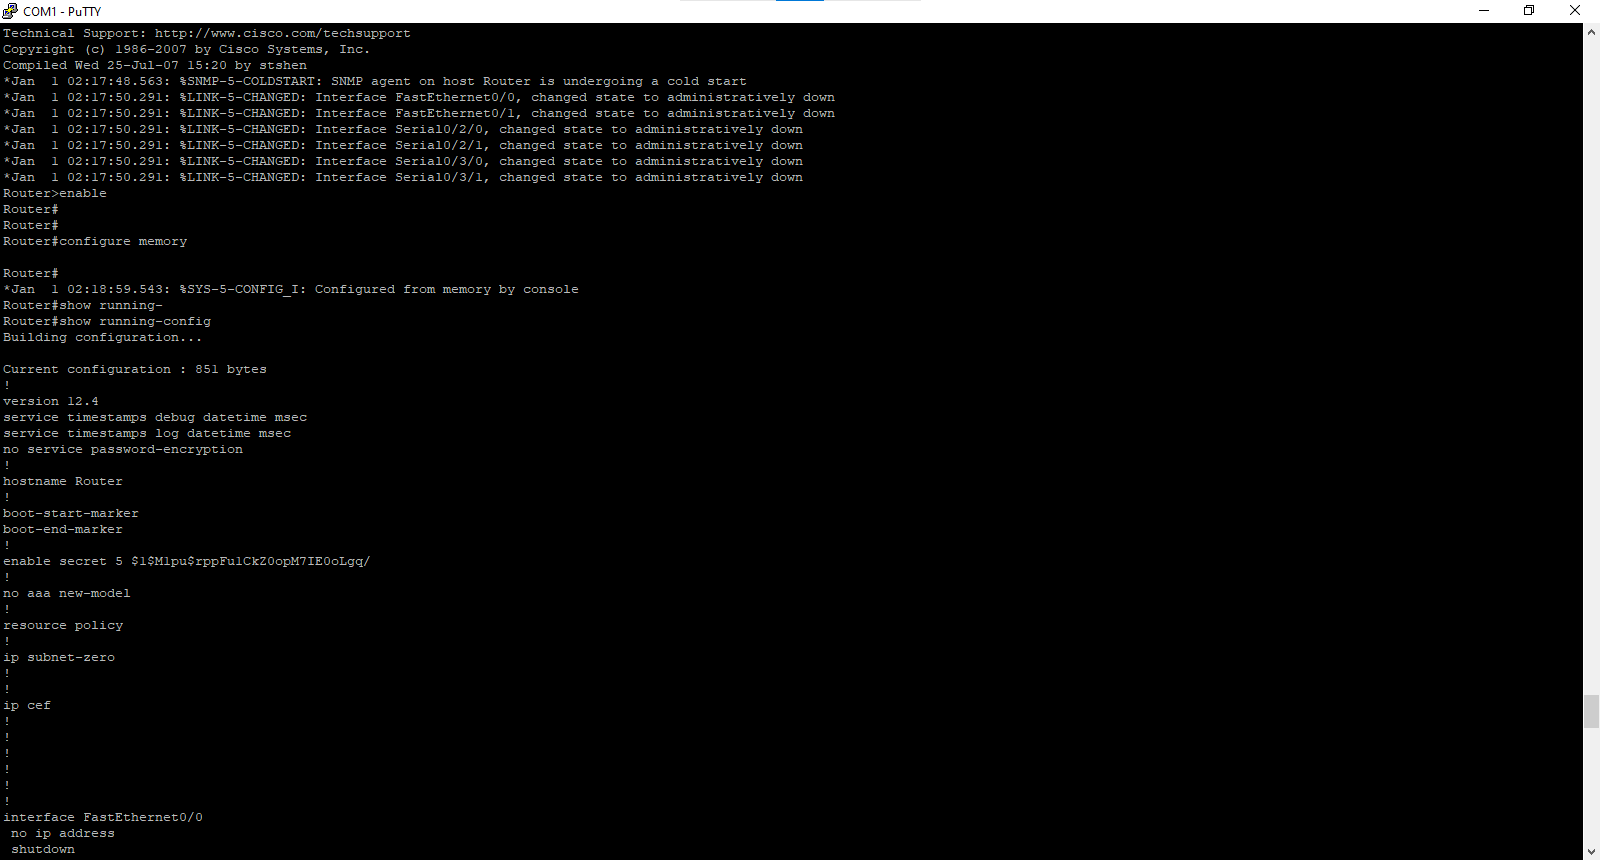 COM1 - PuTTY
Technical Support: http://www.cisco.com/techsupport
Copyright (c) 1986-2007 by Cisco Systems, Inc.
Compiled Wed 25-Jul-07 15:20 by stshen
*Jan  1 02:17:48.563: %SNMP-5-COLDSTART: SNMP agent on host Router is undergoing a cold start
*Jan  1 02:17:50.291: %LINK-5-CHANGED: Interface FastEthernet0/0, changed state to administratively down
*Jan  1 02:17:50.291: %LINK-5-CHANGED: Interface FastEthernet0/1, changed state to administratively down
*Jan  1 02:17:50.291: %LINK-5-CHANGED: Interface Serial0/2/0, changed state to administratively down
*Jan  1 02:17:50.291: %LINK-5-CHANGED: Interface Serial0/2/1, changed state to administratively down
*Jan  1 02:17:50.291: %LINK-5-CHANGED: Interface Serial0/3/0, changed state to administratively down
*Jan  1 02:17:50.291: %LINK-5-CHANGED: Interface Serial0/3/1, changed state to administratively down
Router>enable
Router#
Router#
Router#configure memory
Router#
*Jan  1 02:18:59.543: %SYS-5-CONFIG_I: Configured from memory by console
Router#show running-
Router#show running-config
Building configuration...
Current configuration : 851 bytes
!
version 12.4
service timestamps debug datetime msec
service timestamps log datetime msec
no service password-encryption
!
hostname Router
!
boot-start-marker
boot-end-marker
!
enable secret 5 $1$M1pu$rppFu1CkZ0opM7IE0oLgq/
!
no aaa new-model
!
resource policy
!
ip subnet-zero
!
!
ip cef
!
!
!
!
!
!
interface FastEthernet0/0
 no ip address
 shutdown